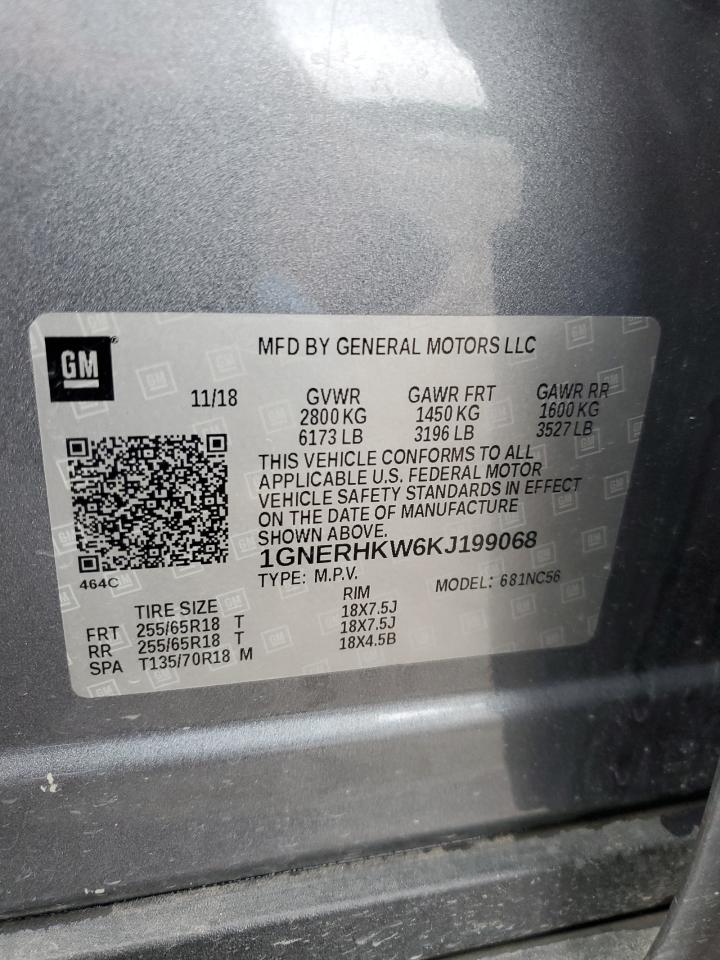 GM
MFD BY GENERAL MOTORS LLC
11/18
GVWR GAWR FRT GAWR RR
2800 KG 1450 KG 1600 KG
6173 LB 3196 LB 3527 LB
THIS VEHICLE CONFORMS TO ALL
APPLICABLE U.S. FEDERAL MOTOR
VEHICLE SAFETY STANDARDS IN EFFECT
ON THE DATE OF MANUFACTURE
SHOWN ABOVE.
464C
1GNERHKW6KJ199068
TYPE: M.P.V. MODEL: 681NC56
TIRE SIZE RIM
FRT 255/65R18 T 18X7.5J
RR 255/65R18 T 18X7.5J
SPA T135/70R18 M 18X4.5B